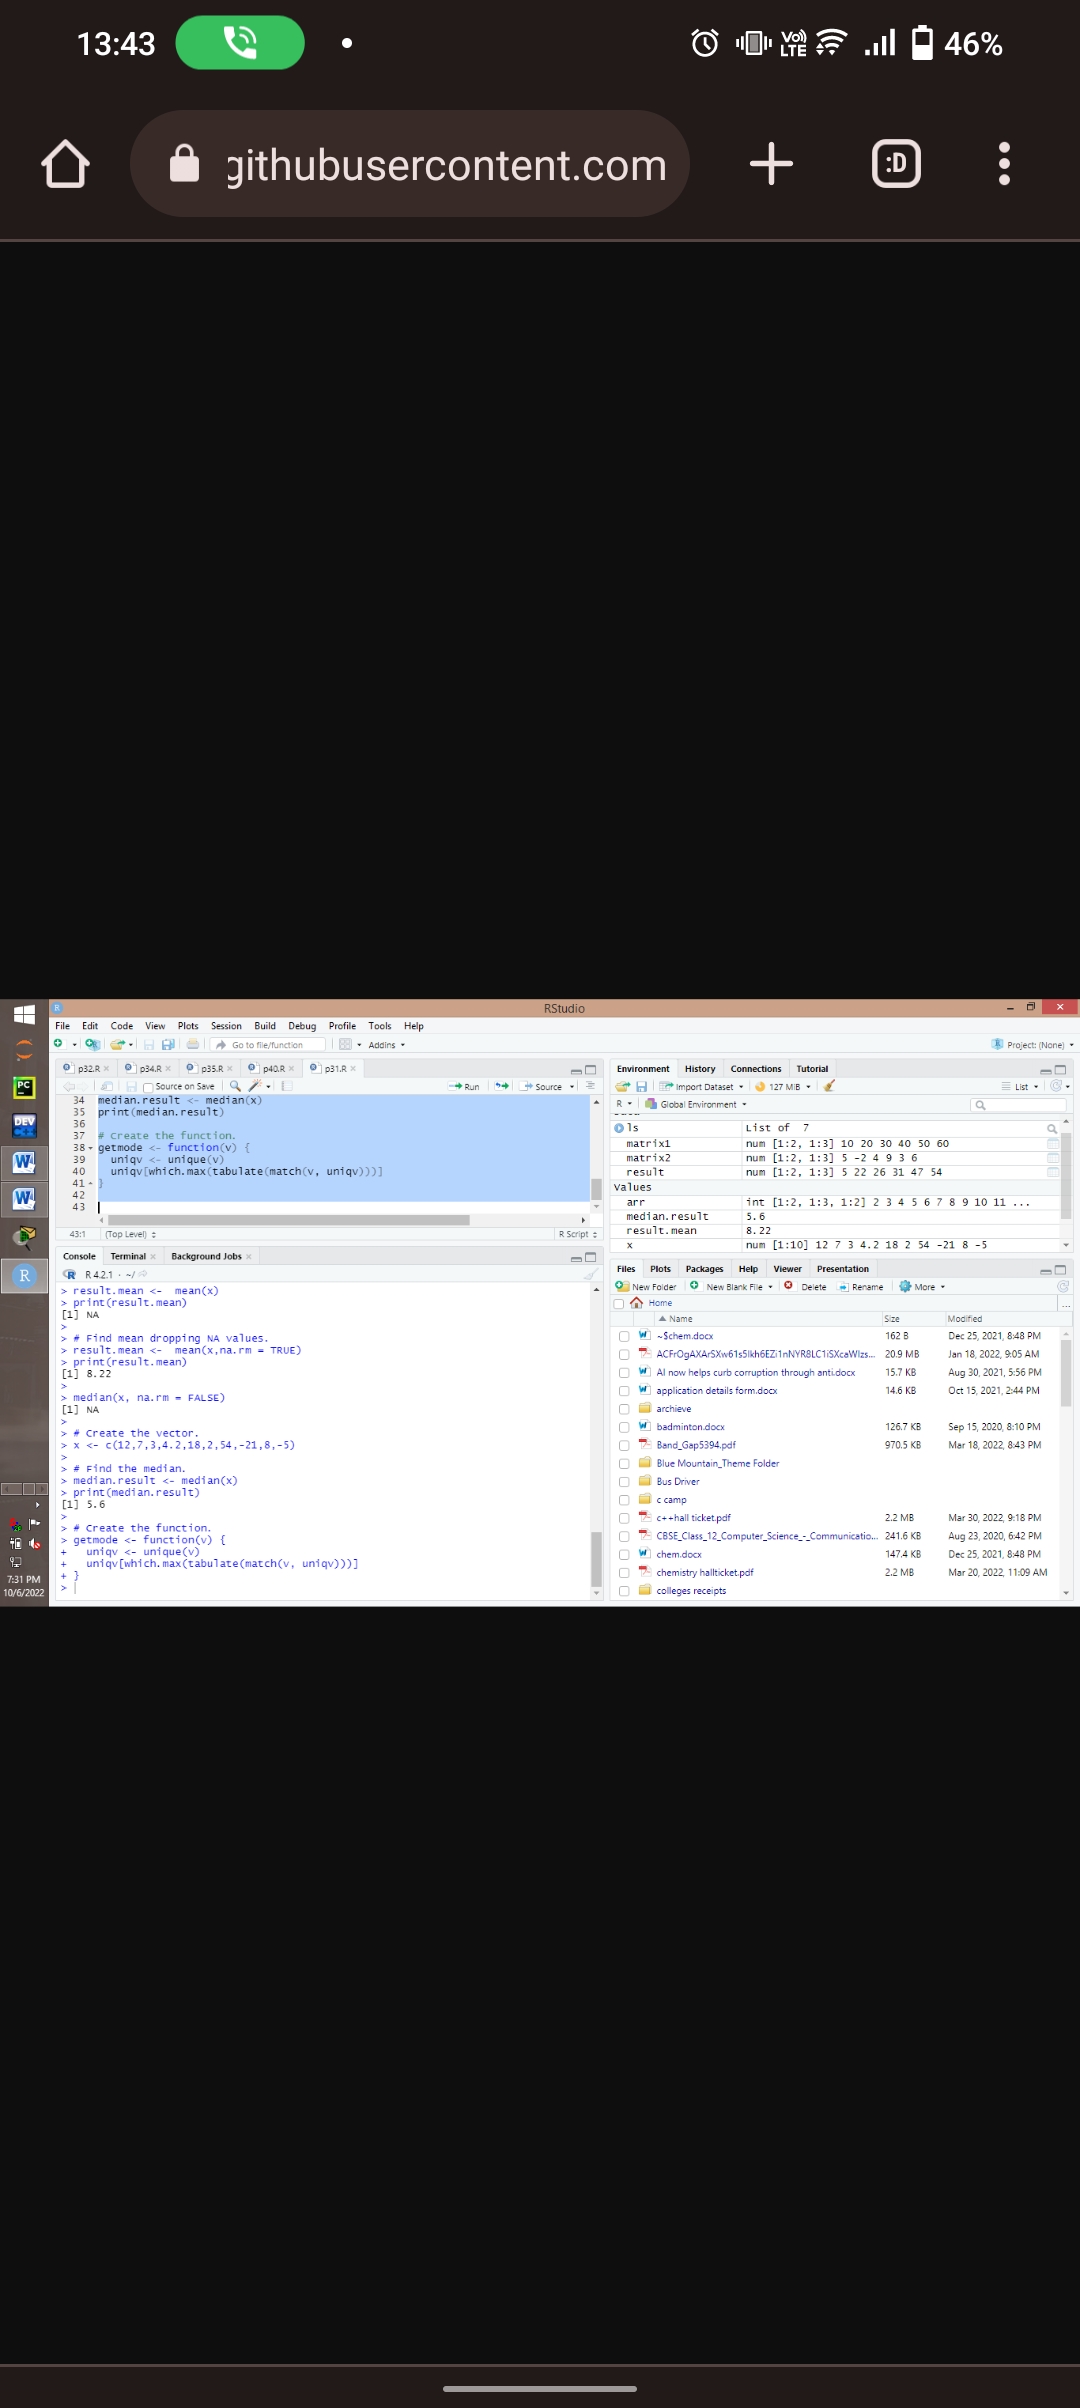 13:43
VoD LTE
46%
githubusercontent.com
:D
RStudio
File Edit Code View Plots Session Build Debug Profile Tools Help
Go to file/function
Addins
Project: (None)
p32.R
p34.R
p35.R
p40.R
p31.R
Source on Save
Run
Source
34 median.result <- median(x)
35 print(median.result)
36
37 # Create the function.
38 getmode <- function(v) {
39 uniqv <- unique(v)
40 uniqv[which.max(tabulate(match(v, uniqv)))]
41 }
42
43
43:1 (Top Level)
R Script
Console Terminal Background Jobs
R 4.2.1 · ~/
> result.mean <-  mean(x)
> print(result.mean)
[1] NA
>
> # Find mean dropping NA values.
> result.mean <-  mean(x,na.rm = TRUE)
> print(result.mean)
[1] 8.22
>
> median(x, na.rm = FALSE)
[1] NA
>
> # Create the vector.
> x <- c(12,7,3,4.2,18,2,54,-21,8,-5)
>
> # Find the median.
> median.result <- median(x)
> print(median.result)
[1] 5.6
>
> # Create the function.
> getmode <- function(v) {
+   uniqv <- unique(v)
+   uniqv[which.max(tabulate(match(v, uniqv)))]
+ }
>
Environment History Connections Tutorial
Import Dataset
127 MiB
List
R
Global Environment
ls List of 7
matrix1 num [1:2, 1:3] 10 20 30 40 50 60
matrix2 num [1:2, 1:3] 5 -2 4 9 3 6
result num [1:2, 1:3] 5 22 26 31 47 54
Values
arr int [1:2, 1:3, 1:2] 2 3 4 5 6 7 8 9 10 11 ...
median.result 5.6
result.mean 8.22
x num [1:10] 12 7 3 4.2 18 2 54 -21 8 -5
Files Plots Packages Help Viewer Presentation
New Folder New Blank File Delete Rename More
Home
...
Name Size Modified
~$chem.docx 162 B Dec 25, 2021, 8:48 PM
20.9 MB Jan 18, 2022, 9:05 AM
AI now helps curb corruption through anti.docx 15.7 KB Aug 30, 2021, 5:56 PM
application details form.docx 14.6 KB Oct 15, 2021, 2:44 PM
archieve
badminton.docx 126.7 KB Sep 15, 2020, 8:10 PM
Band_Gap5394.pdf 970.5 KB Mar 18, 2022, 8:43 PM
Blue Mountain_Theme Folder
Bus Driver
c camp
c++hall ticket.pdf 2.2 MB Mar 30, 2022, 9:18 PM
CBSE_Class_12_Computer_Science_-_Communicatio... 241.6 KB Aug 23, 2020, 6:42 PM
chem.docx 147.4 KB Dec 25, 2021, 8:48 PM
chemistry hallticket.pdf 2.2 MB Mar 20, 2022, 11:09 AM
colleges receipts
PC
DEV C++
W
W
R
7:31 PM
10/6/2022